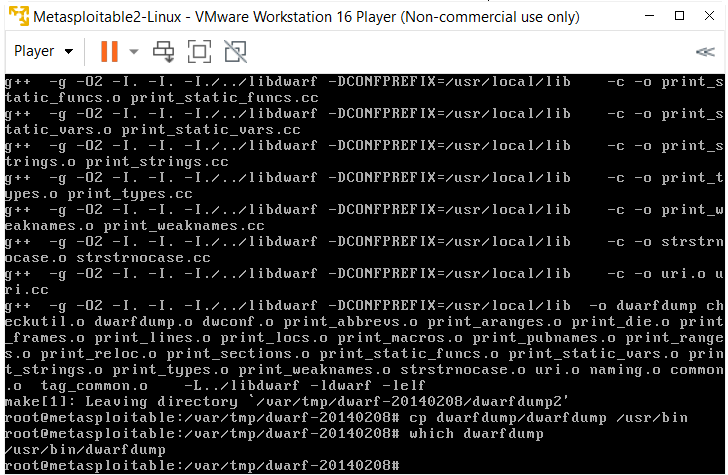 Metasploitable2-Linux - VMware Workstation 16 Player (Non-commercial use only)
Player
g++  -g -O2 -I. -I. -I./../libdwarf -DCONFPREFIX=/usr/local/lib    -c -o print_s
tatic_funcs.o print_static_funcs.cc
g++  -g -O2 -I. -I. -I./../libdwarf -DCONFPREFIX=/usr/local/lib    -c -o print_s
tatic_vars.o print_static_vars.cc
g++  -g -O2 -I. -I. -I./../libdwarf -DCONFPREFIX=/usr/local/lib    -c -o print_s
trings.o print_strings.cc
g++  -g -O2 -I. -I. -I./../libdwarf -DCONFPREFIX=/usr/local/lib    -c -o print_t
ypes.o print_types.cc
g++  -g -O2 -I. -I. -I./../libdwarf -DCONFPREFIX=/usr/local/lib    -c -o print_w
eaknames.o print_weaknames.cc
g++  -g -O2 -I. -I. -I./../libdwarf -DCONFPREFIX=/usr/local/lib    -c -o strstrn
ocase.o strstrnocase.cc
g++  -g -O2 -I. -I. -I./../libdwarf -DCONFPREFIX=/usr/local/lib    -c -o uri.o u
ri.cc
g++  -g -O2 -I. -I. -I./../libdwarf -DCONFPREFIX=/usr/local/lib  -o dwarfdump ch
eckutil.o dwarfdump.o dwconf.o print_abbrevs.o print_aranges.o print_die.o print
_frames.o print_lines.o print_locs.o print_macros.o print_pubnames.o print_range
s.o print_reloc.o print_sections.o print_static_funcs.o print_static_vars.o prin
t_strings.o print_types.o print_weaknames.o strstrnocase.o uri.o naming.o common
.o  tag_common.o    -L../libdwarf -ldwarf -lelf
make[1]: Leaving directory `/var/tmp/dwarf-20140208/dwarfdump2'
root@metasploitable:/var/tmp/dwarf-20140208# cp dwarfdump/dwarfdump /usr/bin
root@metasploitable:/var/tmp/dwarf-20140208# which dwarfdump
/usr/bin/dwarfdump
root@metasploitable:/var/tmp/dwarf-20140208#